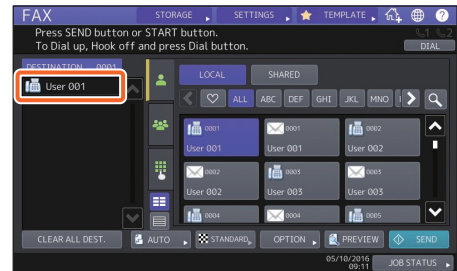 FAX STORAGE SETTINGS TEMPLATE ?
Press SEND button or START button.
To Dial up, Hook off and press Dial button.
DIAL
DESTINATION 0001
User 001
LOCAL SHARED
ALL ABC DEF GHI JKL MNO
0001 0001 0002
User 001 User 001 User 002
0002 0003 0003
User 002 User 003 User 003
0004 0004 0005
CLEAR ALL DEST. AUTO STANDARD OPTION PREVIEW SEND
05/10/2016
09:11
JOB STATUS